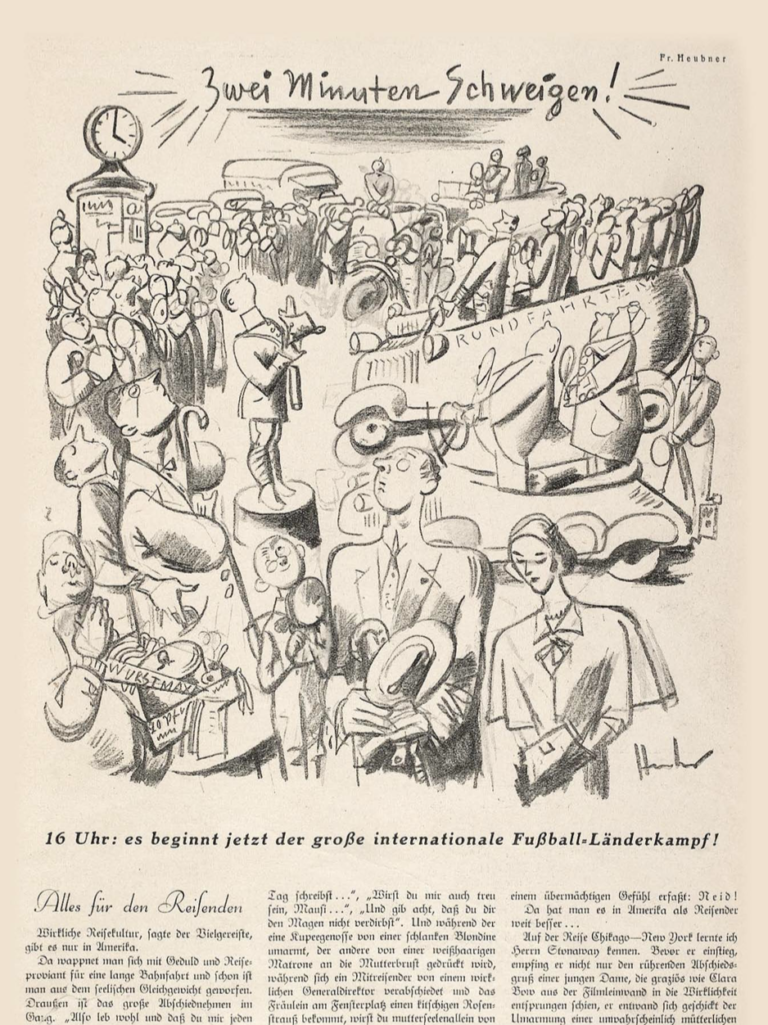 Fr. Heubner
Zwei Minuten Schweigen!
RUNDFAHRTEN
WURSTMAXE
10 Pf
16 Uhr: es beginnt jetzt der große internationale Fußball-Länderkampf!
Alles für den Reisenden
Wirkliche Reisekultur, sagte der Vielgereiste,
gibt es nur in Amerika.
Da wappnet man sich mit Geduld und Reise-
proviant für eine lange Bahnfahrt und schon ist
man aus dem seelischen Gleichgewicht geworfen.
Draußen ist das große Abschiednehmen im
Gang. „Also leb wohl und daß du mir jeden
Tag schreibst ...“, „Wirst du mir auch treu
sein, Mausi ...“, „Und gib acht, daß du dir
den Magen nicht verdirbst“. Und während der
eine Kupeegenosse von einer schlanken Blondine
umarmt, der andere von einer weißhaarigen
Matrone an die Mutterbrust gedrückt wird,
während sich ein Mitreisender von einem wirk-
lichen Generaldirektor verabschiedet und das
Fräulein am Fensterplatz einen kitschigen Rosen-
strauß bekommt, wirst du mutterseelenallein von
einem übermächtigen Gefühl erfaßt: Neid!
Da hat man es in Amerika als Reisender
weit besser ...
Auf der Reise Chikago—New York lernte ich
Herrn Stonaway kennen. Bevor er einstieg,
empfing er nicht nur den rührenden Abschieds-
gruß einer jungen Dame, die graziös wie Clara
Bow aus der Filmleinwand in die Wirklichkeit
entsprungen schien, er entwand sich geschickt der
Umarmung einer unwahrscheinlich mütterlichen